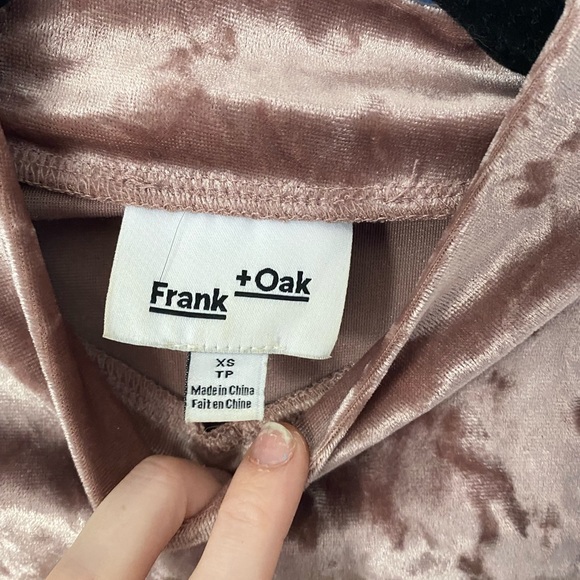 Frank +Oak
XS
TP
Made in China
Fait en Chine